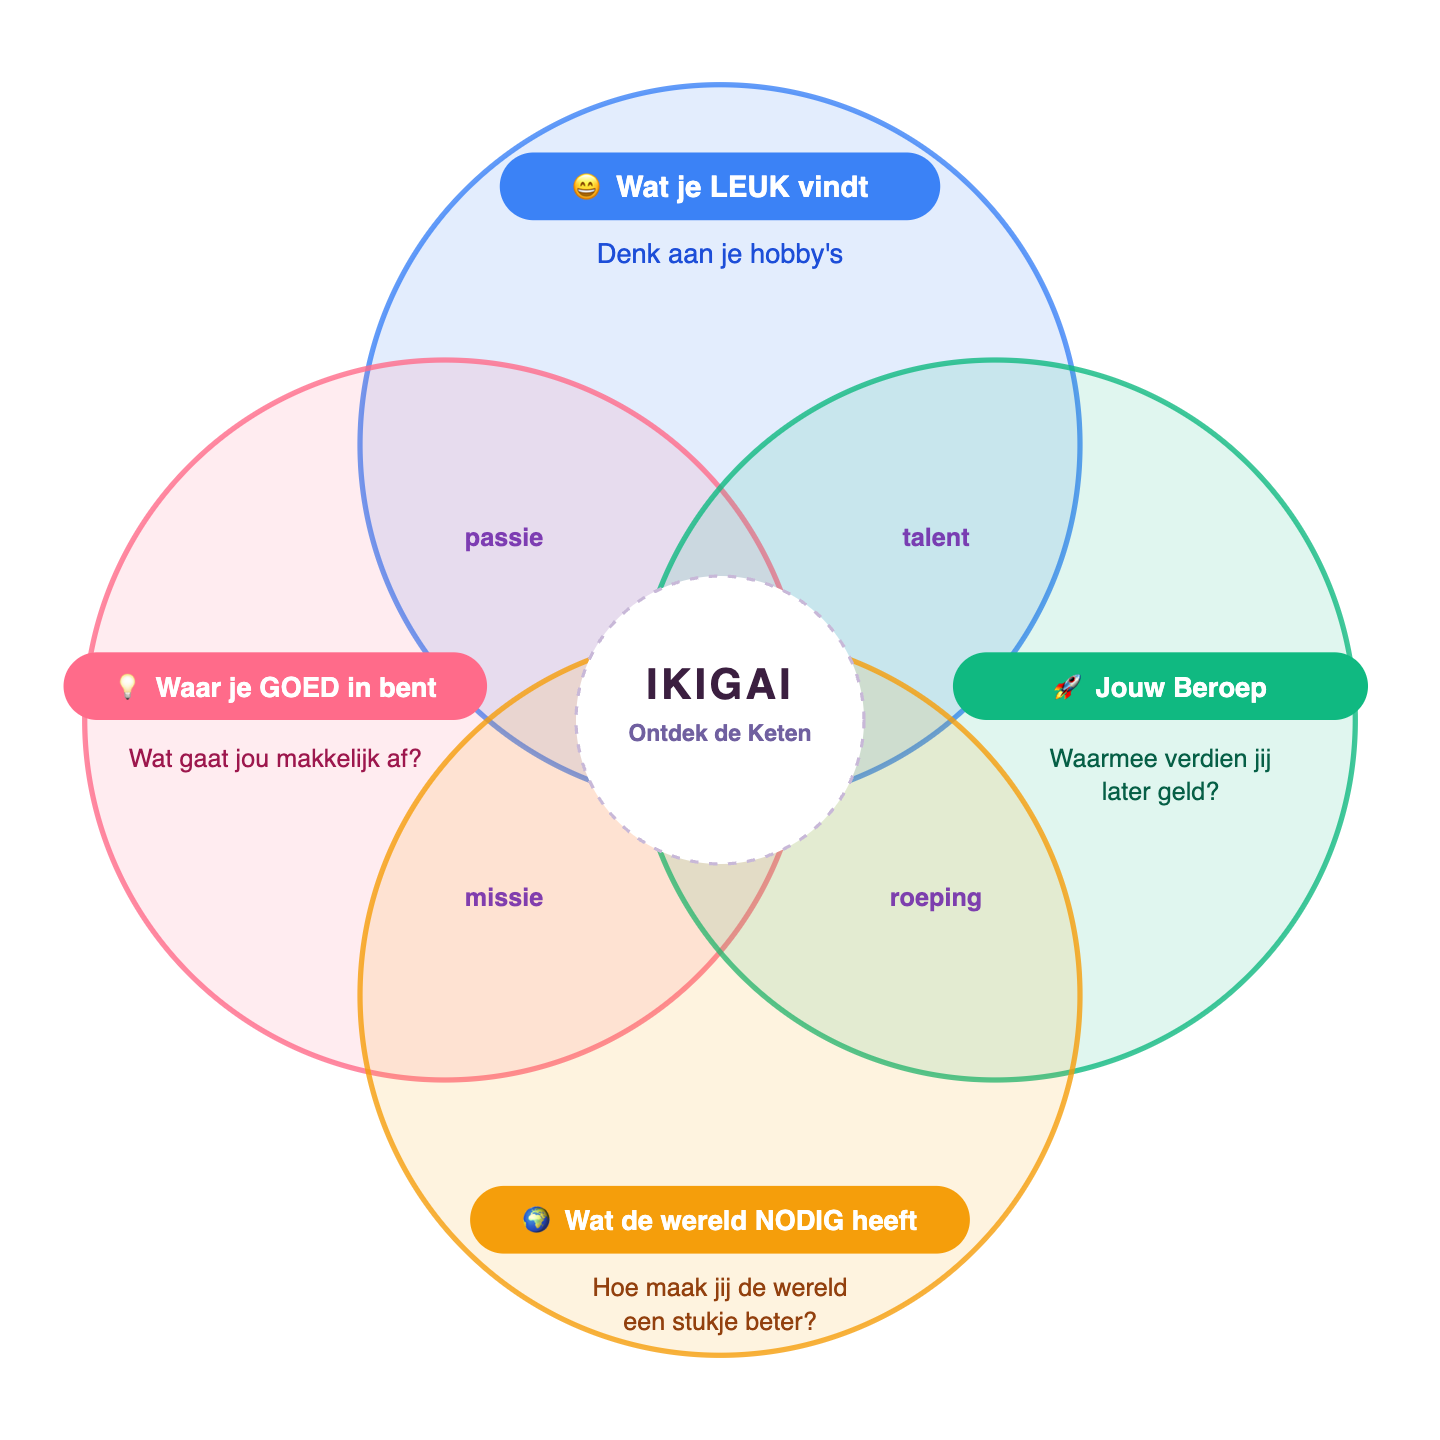 😄 Wat je LEUK vindt
Denk aan je hobby's
passie
talent
💡 Waar je GOED in bent
Wat gaat jou makkelijk af?
IKIGAI
Ontdek de Keten
🚀 Jouw Beroep
Waarmee verdien jij
later geld?
missie
roeping
🌍 Wat de wereld NODIG heeft
Hoe maak jij de wereld
een stukje beter?